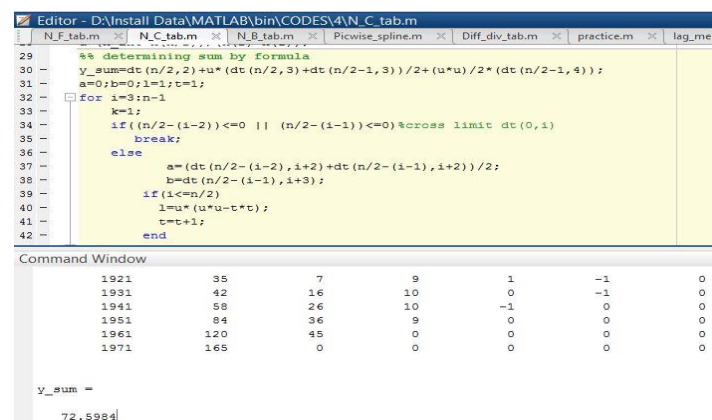 Editor - D:\Install Data\MATLAB\bin\CODES\4\N_C_tab.m
N_F_tab.m N_C_tab.m N_B_tab.m Picwise_spline.m Diff_div_tab.m practice.m lag_me
29 %% determining sum by formula
30 - y_sum=dt(n/2,2)+u*(dt(n/2,3)+dt(n/2-1,3))/2+(u*u)/2*(dt(n/2-1,4));
31 - a=0;b=0;l=1;t=1;
32 - for i=3:n-1
33 - k=1;
34 - if((n/2-(i-2))<=0 || (n/2-(i-1))<=0)%cross limit dt(0,i)
35 - break;
36 - else
37 - a=(dt(n/2-(i-2),i+2)+dt(n/2-(i-1),i+2))/2;
38 - b=dt(n/2-(i-1),i+3);
39 - if(i<=n/2)
40 - l=u*(u*u-t*t);
41 - t=t+1;
42 - end
Command Window
1921 35 7 9 1 -1 0
1931 42 16 10 0 -1 0
1941 58 26 10 -1 0 0
1951 84 36 9 0 0 0
1961 120 45 0 0 0 0
1971 165 0 0 0 0 0
y_sum =
72.5984